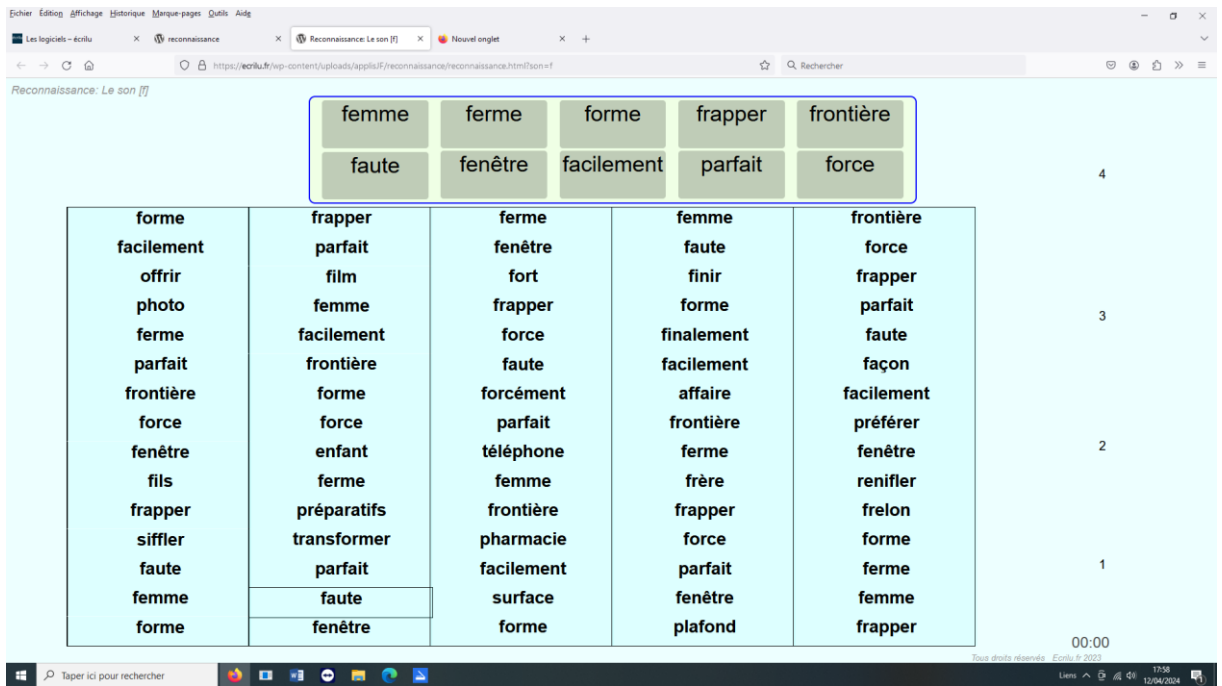 Fichier Édition Affichage Historique Marque-pages Outils Aide
Les logiciels – écrilu reconnaissance Reconnaissance: Le son [f] Nouvel onglet
https://ecrilu.fr/wp-content/uploads/applisJF/reconnaissance/reconnaissance.html?son=f Rechercher
Reconnaissance: Le son [f]
femme ferme forme frapper frontière
faute fenêtre facilement parfait force
4
forme frapper ferme femme frontière
facilement parfait fenêtre faute force
offrir film fort finir frapper
photo femme frapper forme parfait
3
ferme facilement force finalement faute
parfait frontière faute facilement façon
frontière forme forcément affaire facilement
force force parfait frontière préférer
fenêtre enfant téléphone ferme fenêtre
2
fils ferme femme frère renifler
frapper préparatifs frontière frapper frelon
siffler transformer pharmacie force forme
faute parfait facilement parfait ferme
1
femme faute surface fenêtre femme
forme fenêtre forme plafond frapper
00:00
Tous droits réservés Ecrilu.fr 2023
Taper ici pour rechercher
Liens 17:58
12/04/2024